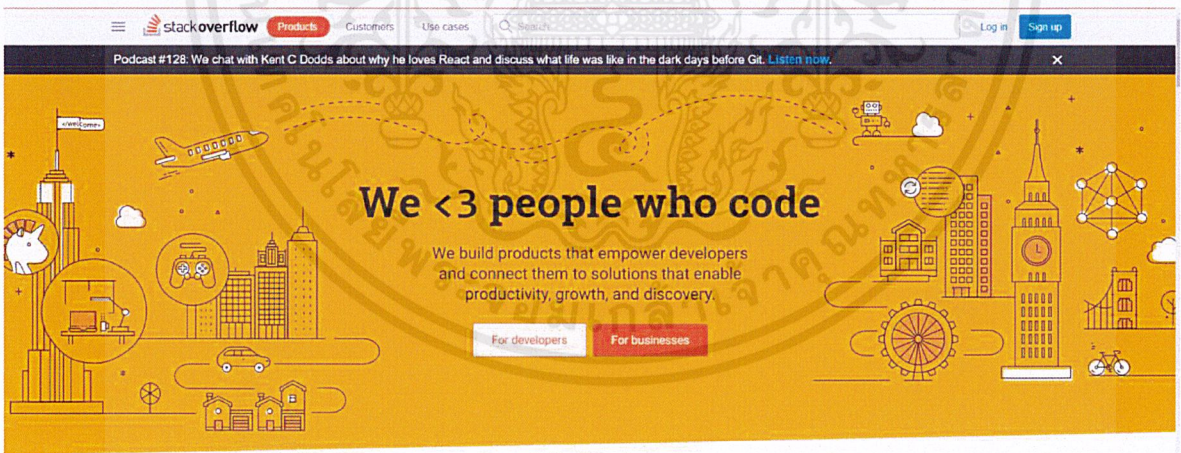 stackoverflow Products Customers Use cases Search... Log in Sign up
Podcast #128: We chat with Kent C Dodds about why he loves React and discuss what life was like in the dark days before Git. Listen now.
</welcome>
We <3 people who code
We build products that empower developers
and connect them to solutions that enable
productivity, growth, and discovery.
For developers For businesses